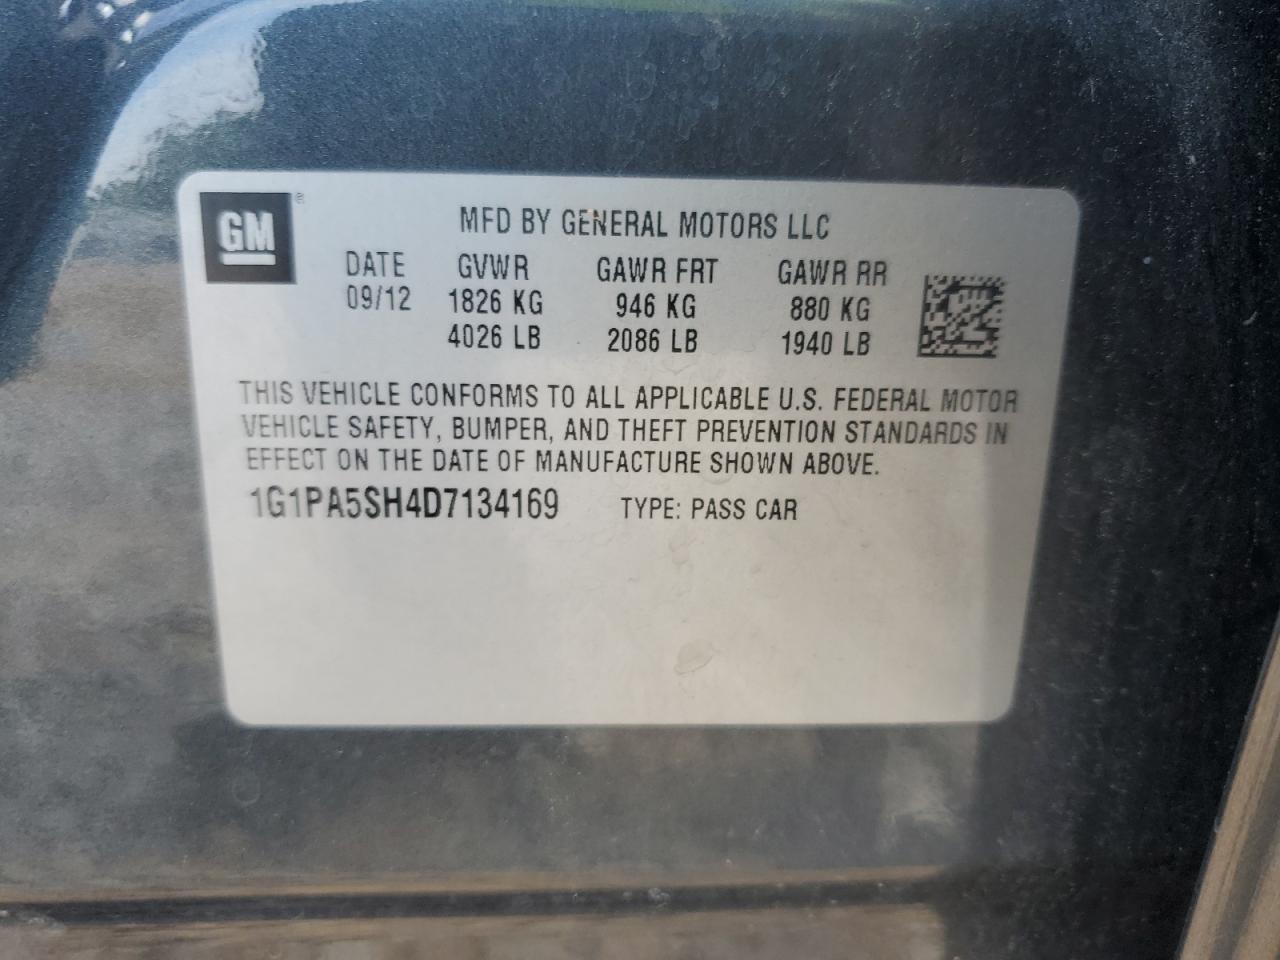 GM ®
MFD BY GENERAL MOTORS LLC
DATE GVWR GAWR FRT GAWR RR
09/12 1826 KG 946 KG 880 KG
4026 LB 2086 LB 1940 LB
THIS VEHICLE CONFORMS TO ALL APPLICABLE U.S. FEDERAL MOTOR
VEHICLE SAFETY, BUMPER, AND THEFT PREVENTION STANDARDS IN
EFFECT ON THE DATE OF MANUFACTURE SHOWN ABOVE.
1G1PA5SH4D7134169 TYPE: PASS CAR